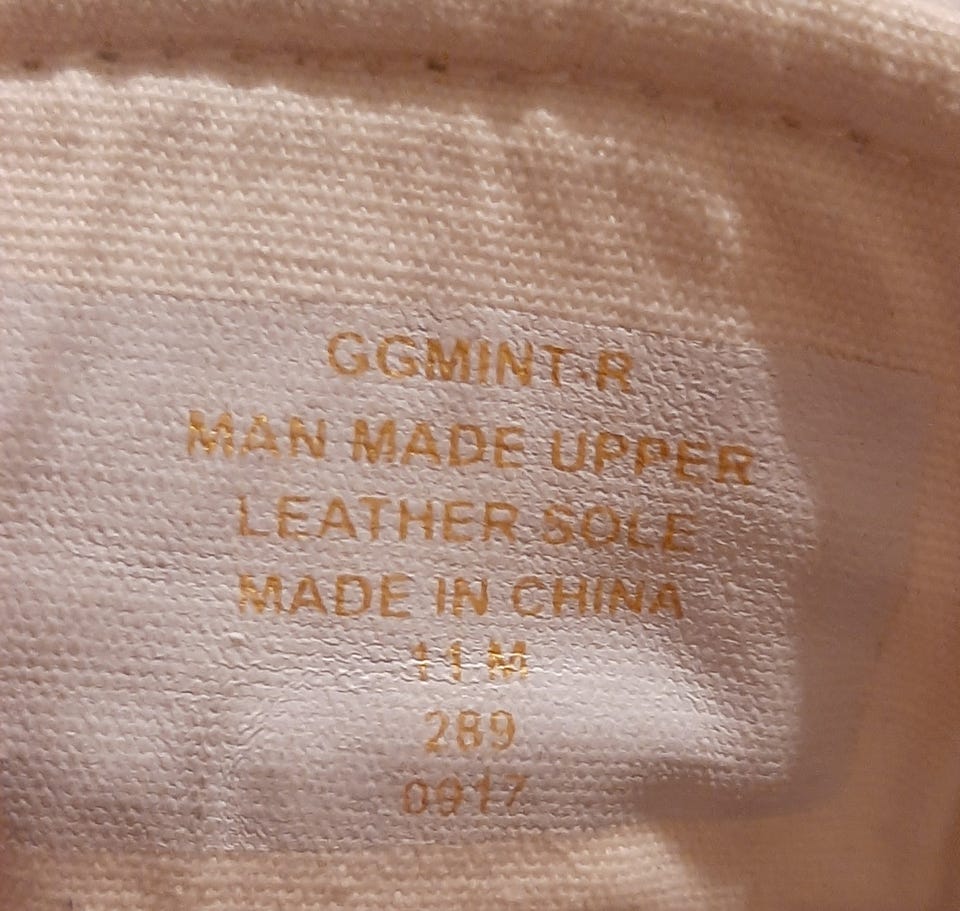 GGMINT-R
MAN MADE UPPER
LEATHER SOLE
MADE IN CHINA
11 M
289
0917